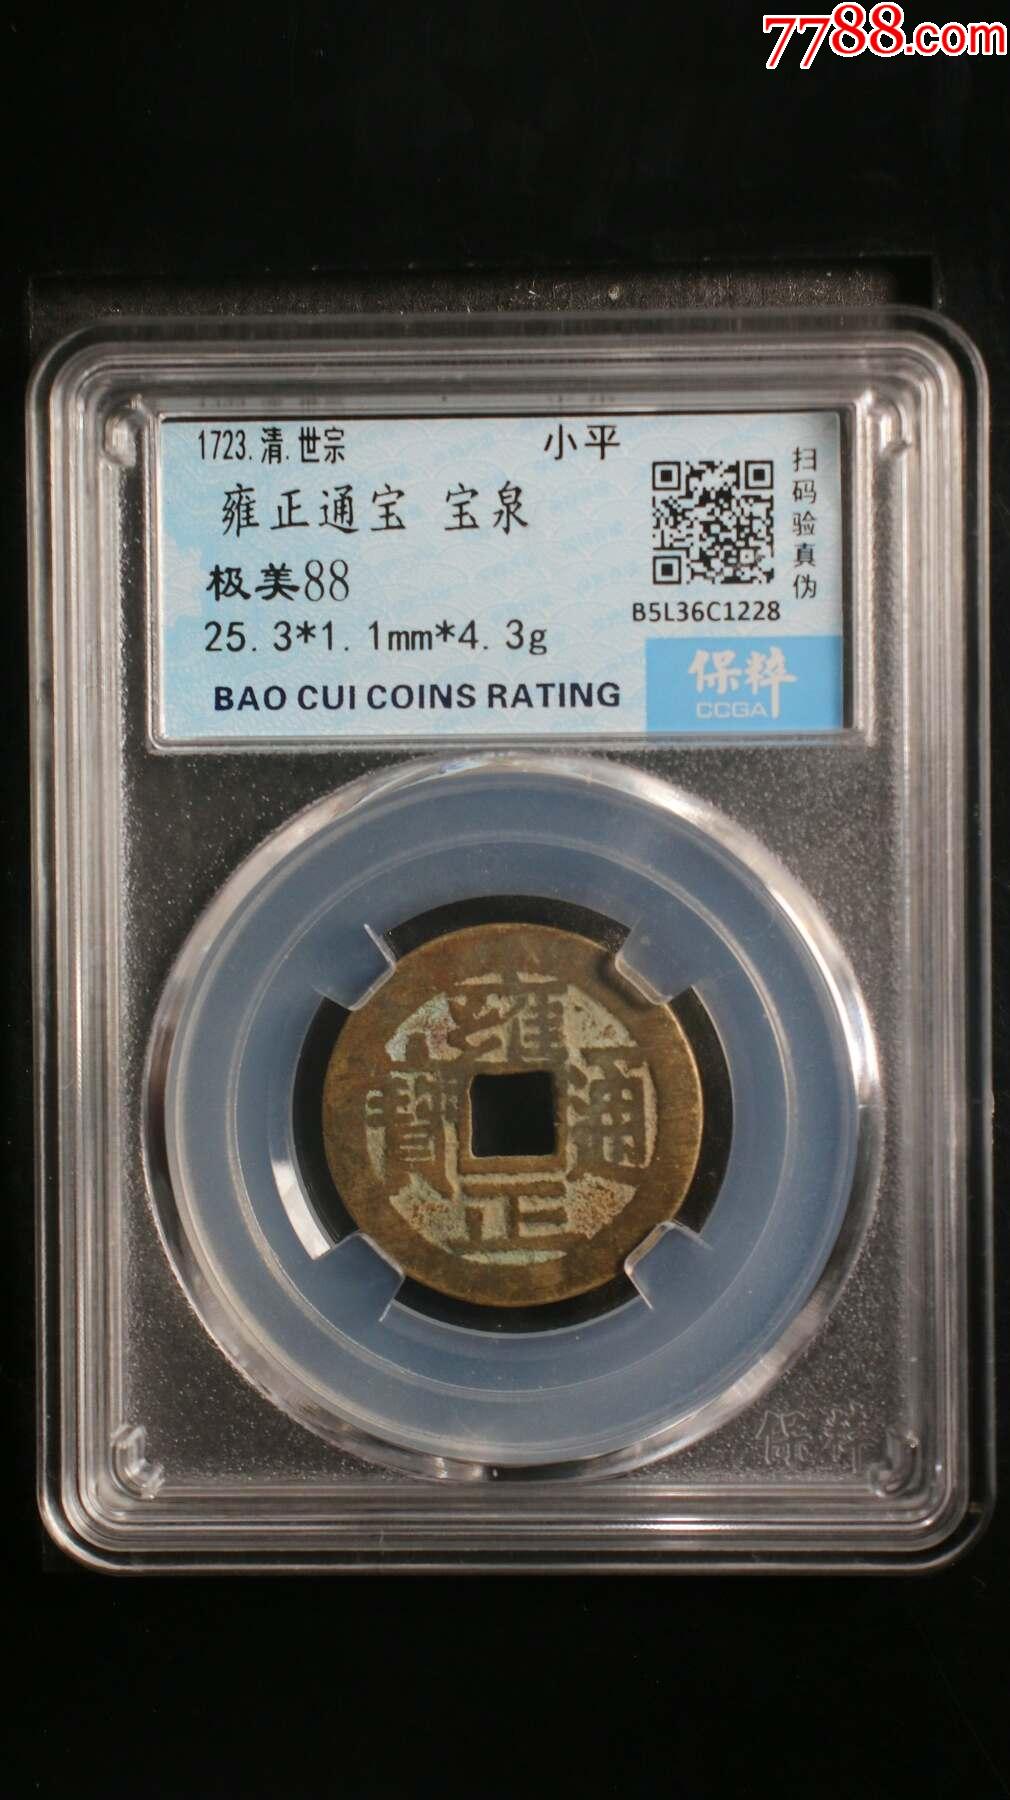 7788.com
1723.清.世宗
小平
雍正通宝 宝泉
极美88
25.3*1.1mm*4.3g
BAO CUI COINS RATING
扫码验真伪
B5L36C1228
保粹
CCGA
雍
正
通
寶
保粹